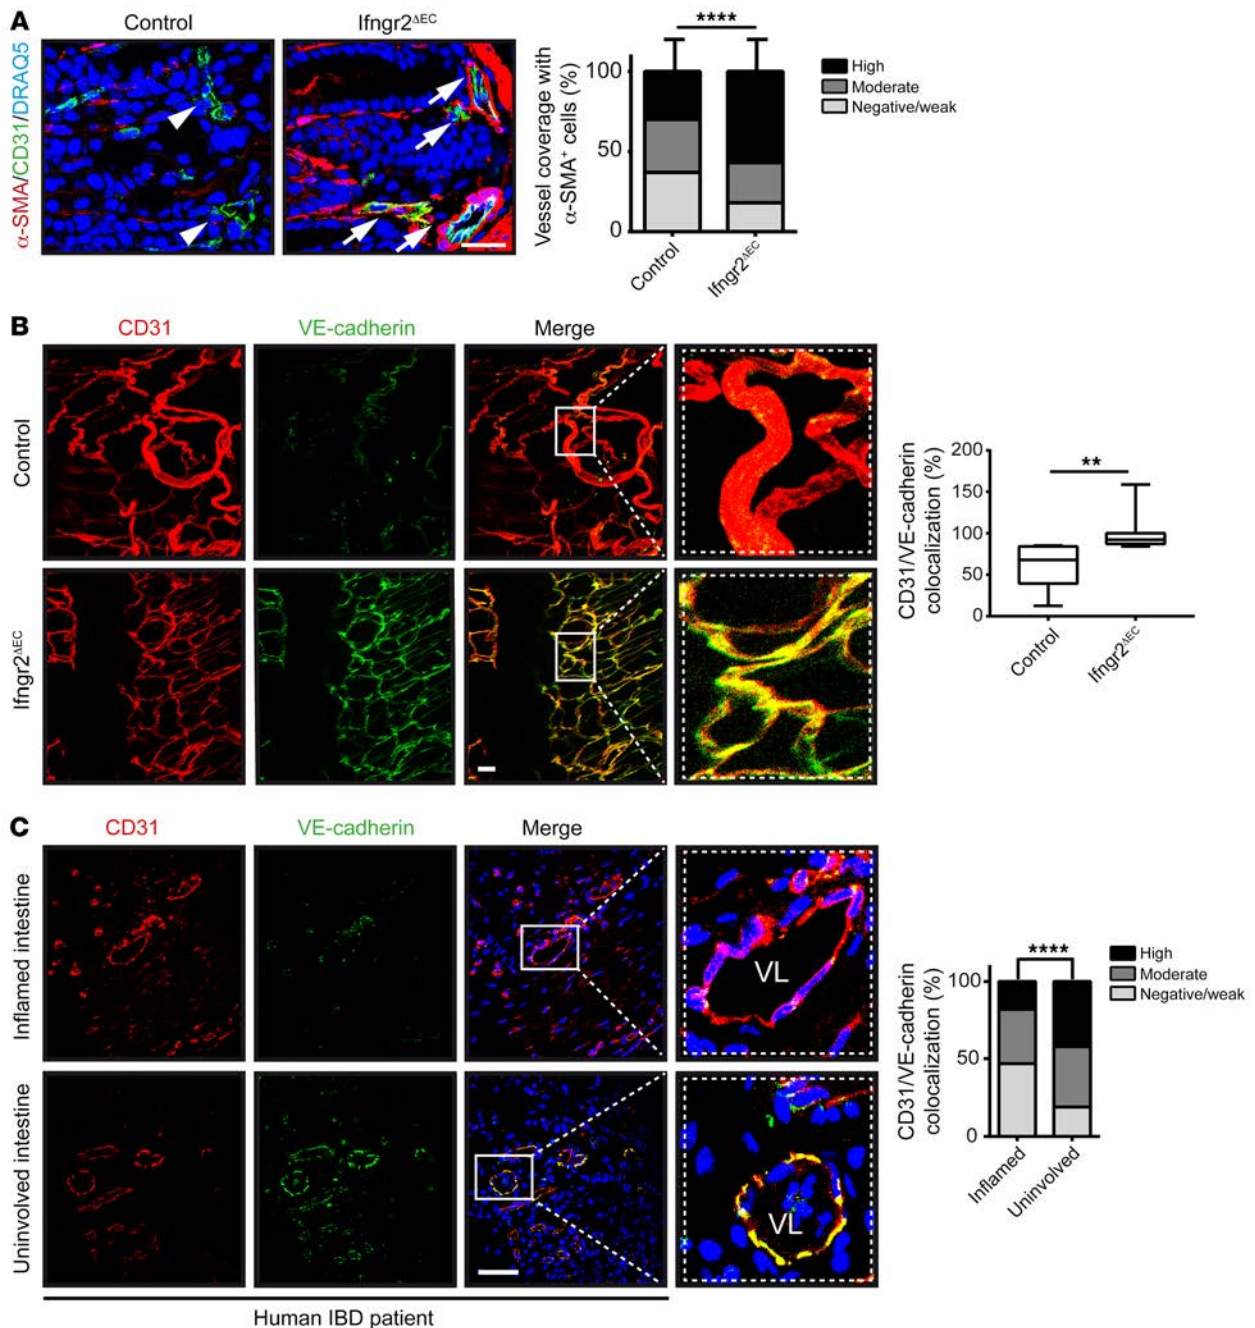 A
Control
Ifngr2ΔEC
α-SMA/CD31/DRAQ5
Vessel coverage with
α-SMA+ cells (%)
100
50
0
****
Control
Ifngr2ΔEC
High
Moderate
Negative/weak
B
CD31
VE-cadherin
Merge
Control
Ifngr2ΔEC
CD31/VE-cadherin
colocalization (%)
200
150
100
50
0
**
Control
Ifngr2ΔEC
C
CD31
VE-cadherin
Merge
Inflamed intestine
VL
Uninvolved intestine
VL
Human IBD patient
CD31/VE-cadherin
colocalization (%)
100
50
0
****
Inflamed
Uninvolved
High
Moderate
Negative/weak